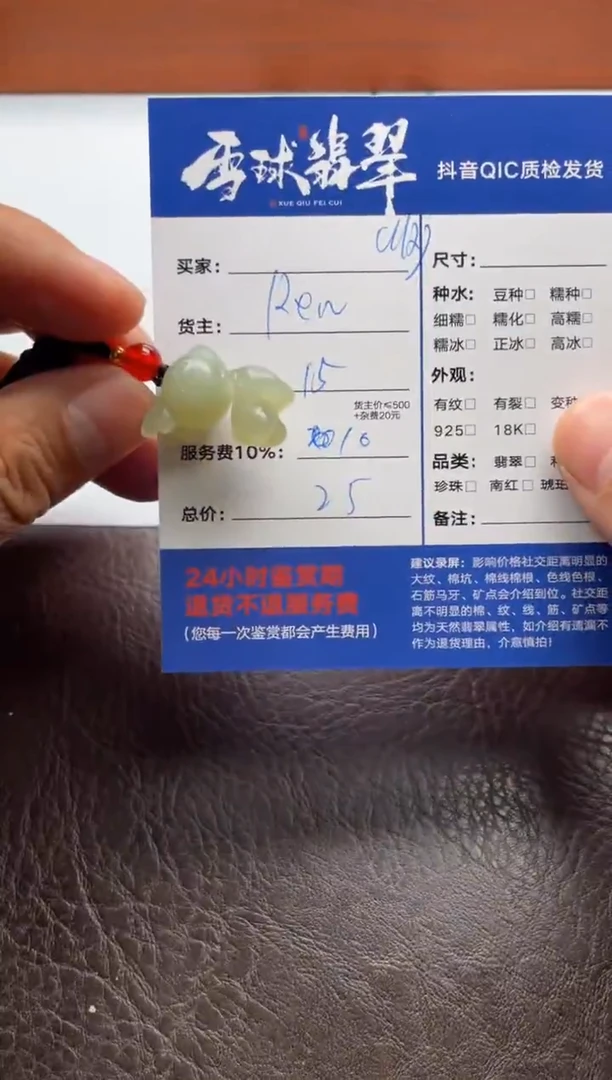 雪球翡翠
XUE QIU FEI CUI
抖音QIC质检发货
买家：
货主：Ren
15
货主价≤500
+杂费20元
服务费10%：10
总价：25
24小时鉴赏期
退货不退服务费
（您每一次鉴赏都会产生费用）
尺寸：
种水： 豆种□ 糯种□
细糯□ 糯化□ 高糯□
糯冰□ 正冰□ 高冰□
外观：
有纹□ 有裂□ 变种
925□ 18K□
品类： 翡翠□
珍珠□ 南红□ 琥珀
备注：
建议录屏：影响价格社交距离明显的
大纹、棉坑、棉线棉根、色线色根、
石筋马牙、矿点会介绍到位。社交距
离不明显的棉、纹、线、筋、矿点等
均为天然翡翠属性，如介绍有遗漏不
作为退货理由，介意慎拍！